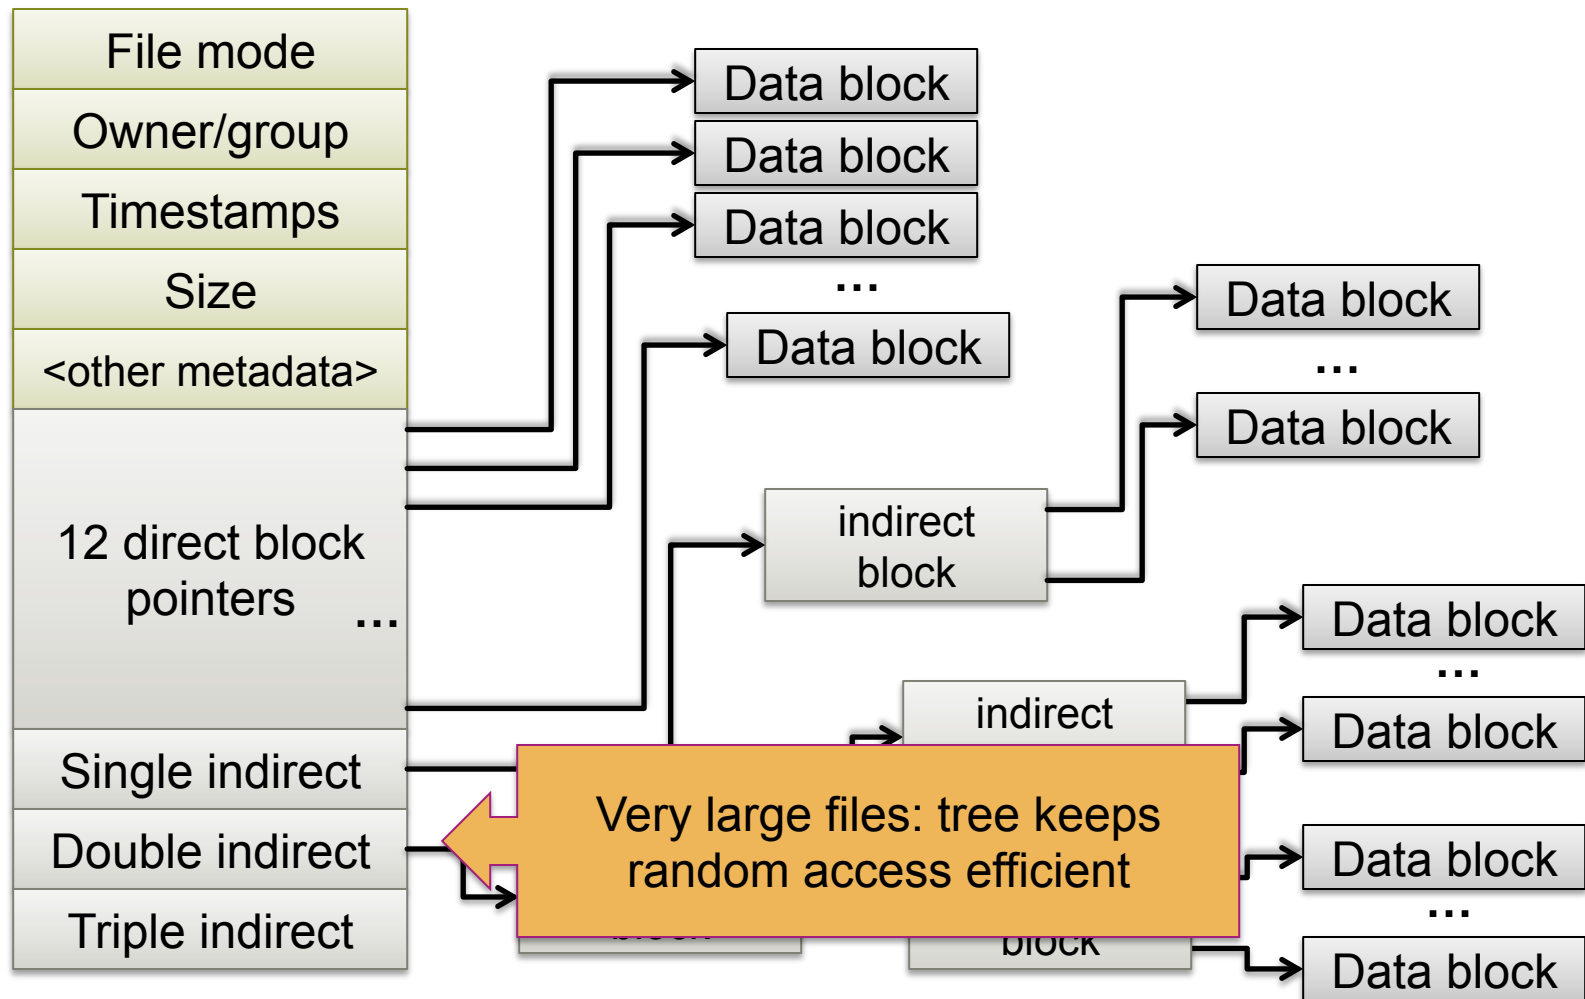 File mode
Owner/group
Timestamps
Size
<other metadata>
12 direct block
pointers
...
Single indirect
Double indirect
Triple indirect
Data block
Data block
Data block
...
Data block
indirect
block
Data block
...
Data block
indirect
Data block
...
Data block
Very large files: tree keeps
random access efficient
block
block
Data block
...
Data block